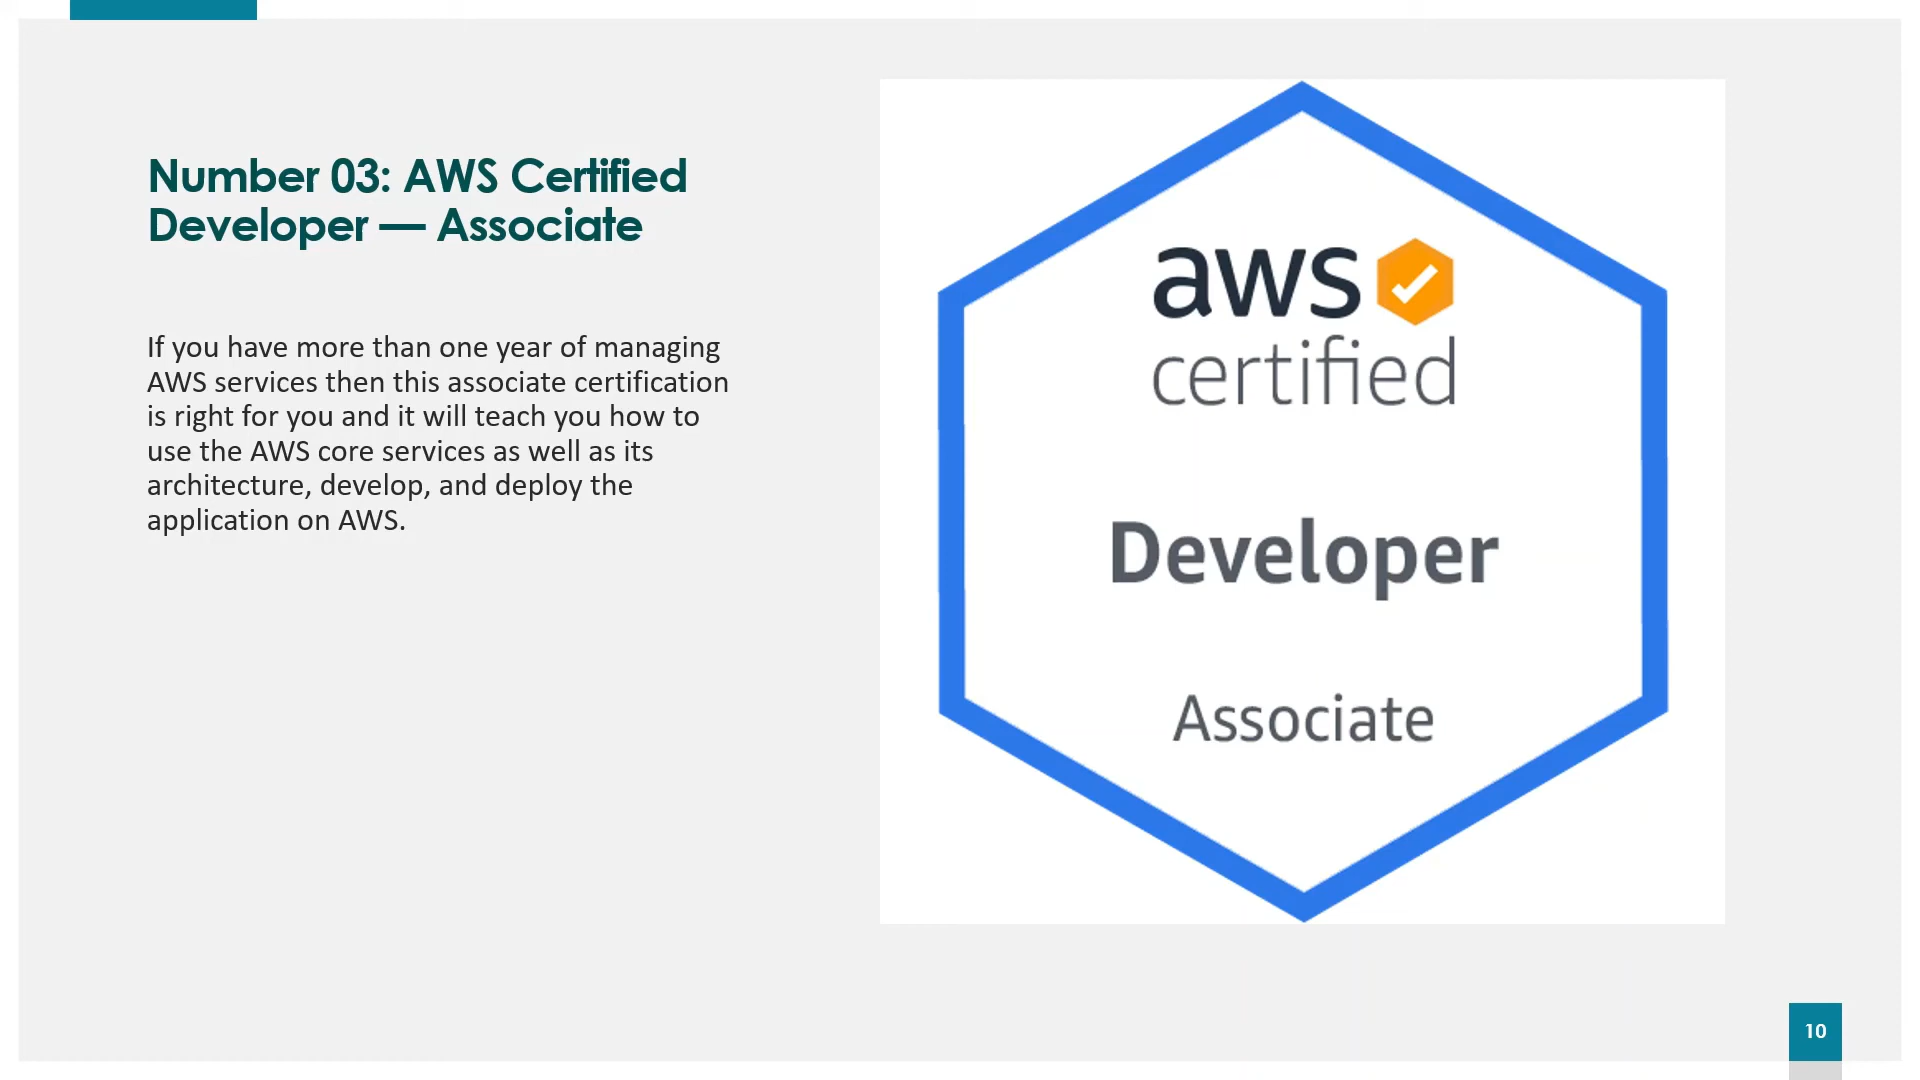 Number 03: AWS Certified
Developer — Associate
If you have more than one year of managing
AWS services then this associate certification
is right for you and it will teach you how to
use the AWS core services as well as its
architecture, develop, and deploy the
application on AWS.
aws
certified
Developer
Associate
10